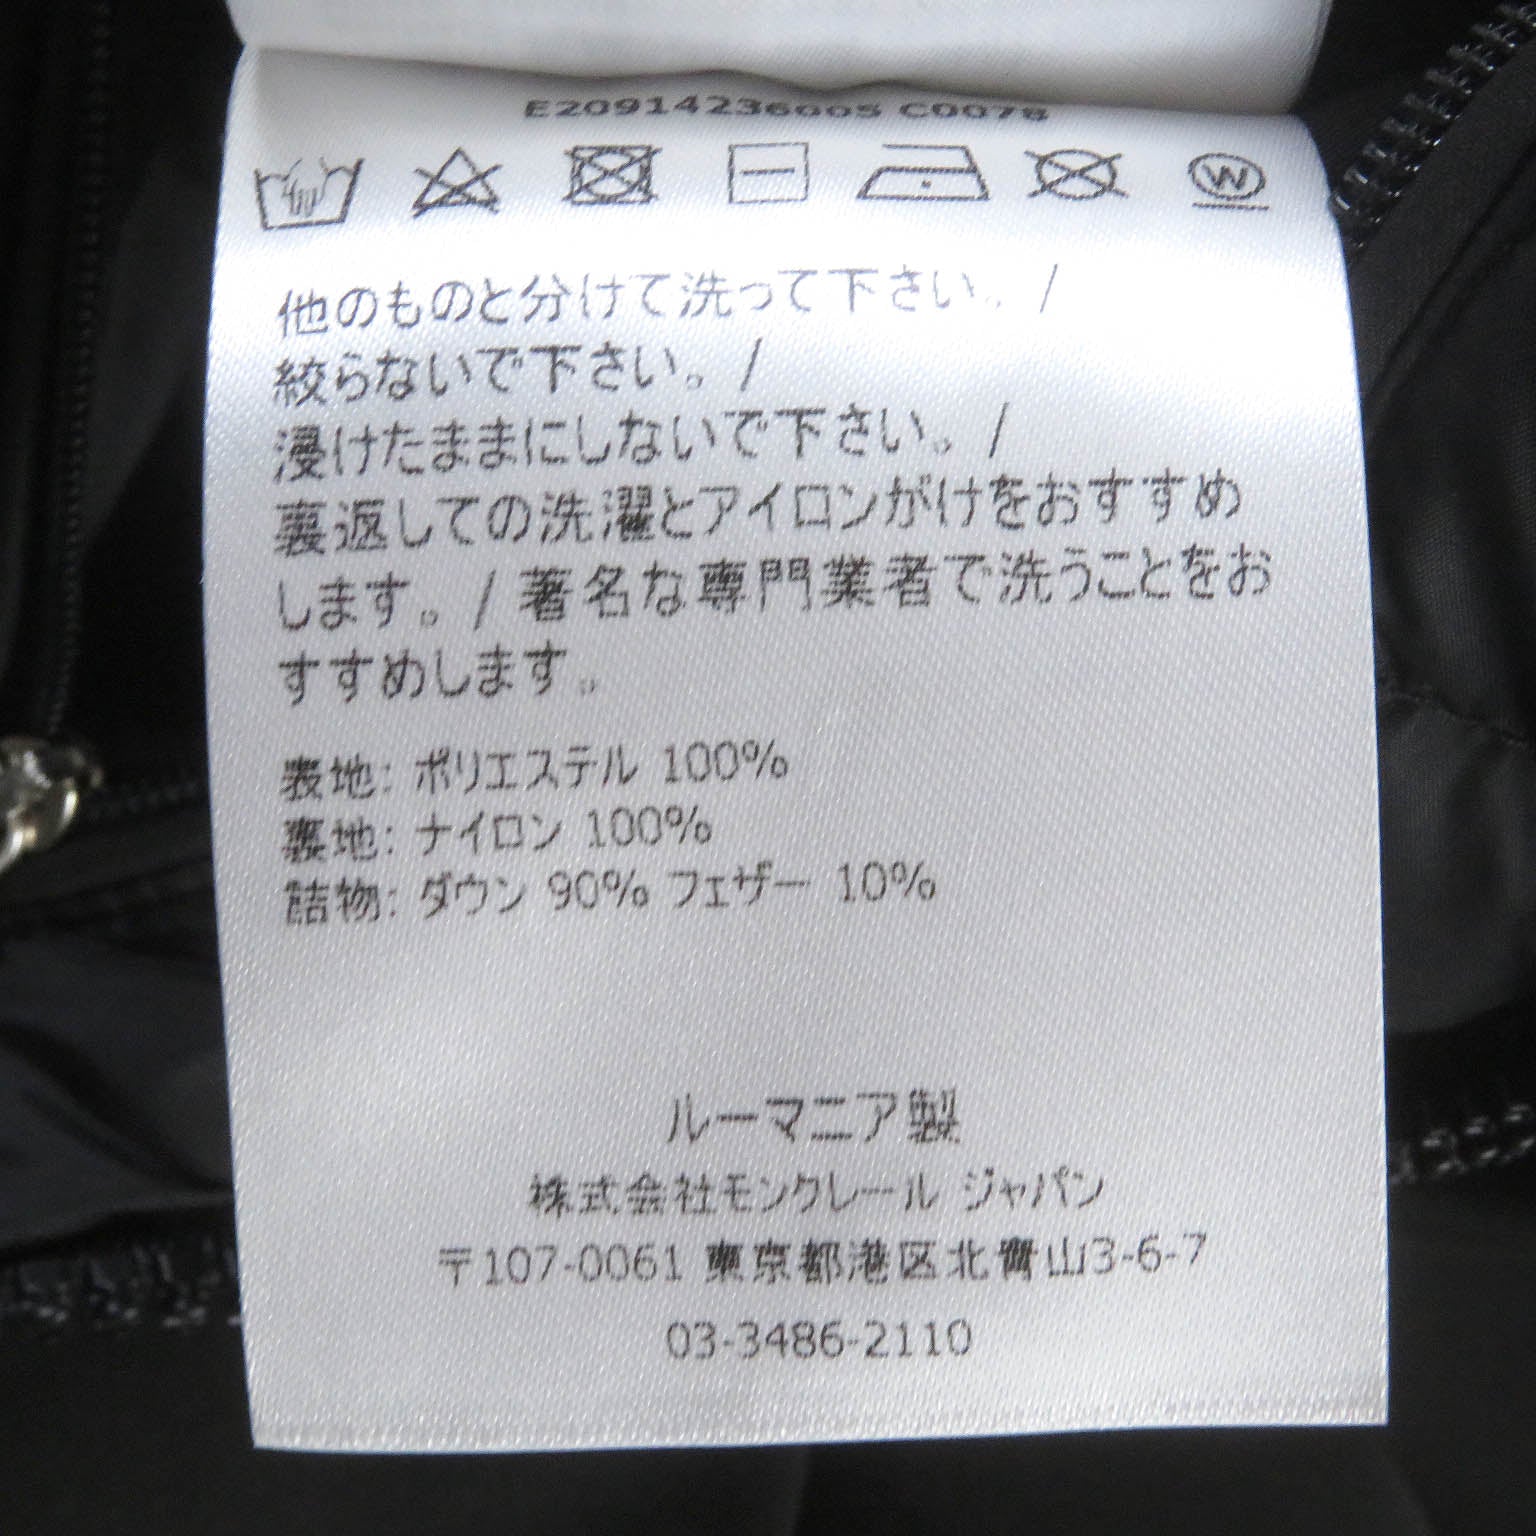 E20914236005 C0078
W
他のものと分けて洗って下さい。/
絞らないで下さい。/
浸けたままにしないで下さい。/
裏返しての洗濯とアイロンがけをおすすめ
します。/ 著名な専門業者で洗うことをお
すすめします。
表地: ポリエステル 100%
裏地: ナイロン 100%
詰物: ダウン 90% フェザー 10%
ルーマニア製
株式会社モンクレール ジャパン
〒107-0061 東京都港区北青山3-6-7
03-3486-2110